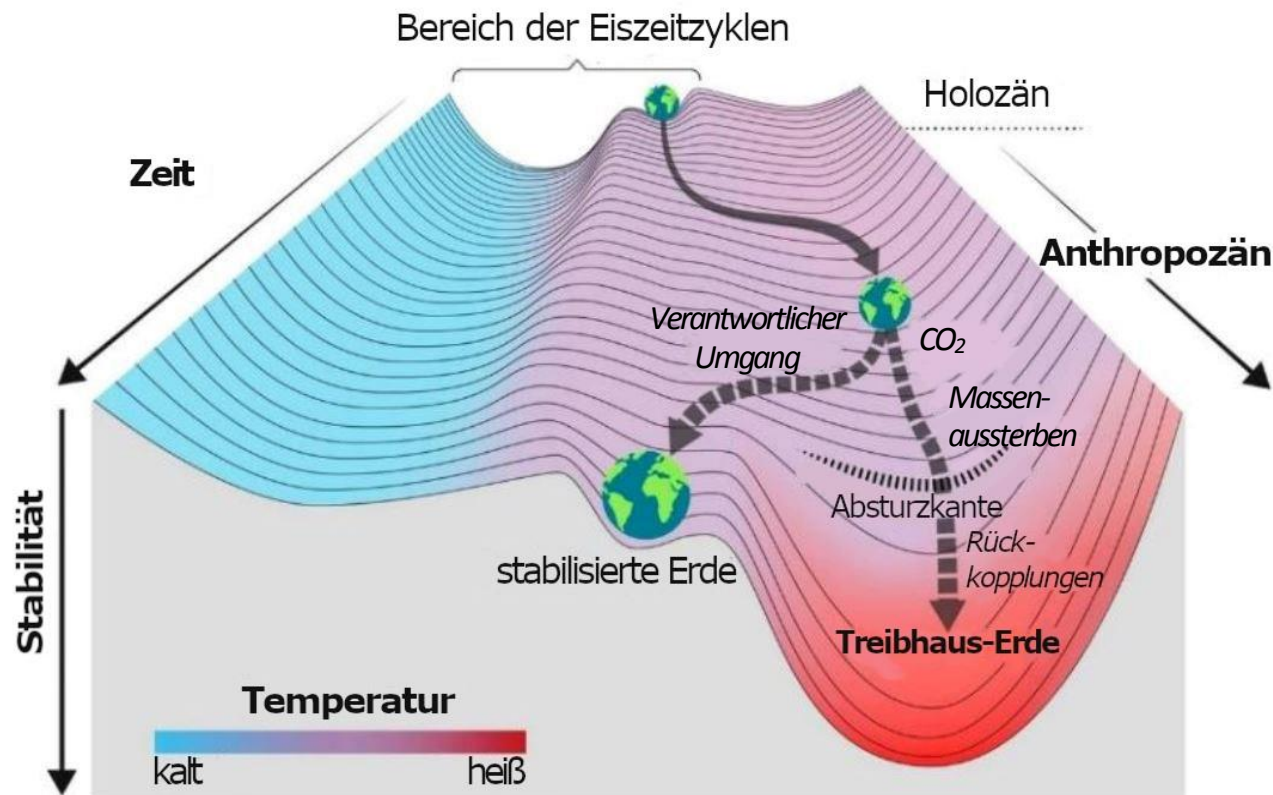 Bereich der Eiszeitzyklen
Holozän
Zeit
Anthropozän
Verantwortlicher
Umgang
CO₂
Massen-
aussterben
Absturzkante
Rück-
kopplungen
stabilisierte Erde
Treibhaus-Erde
Stabilität
Temperatur
kalt
heiß